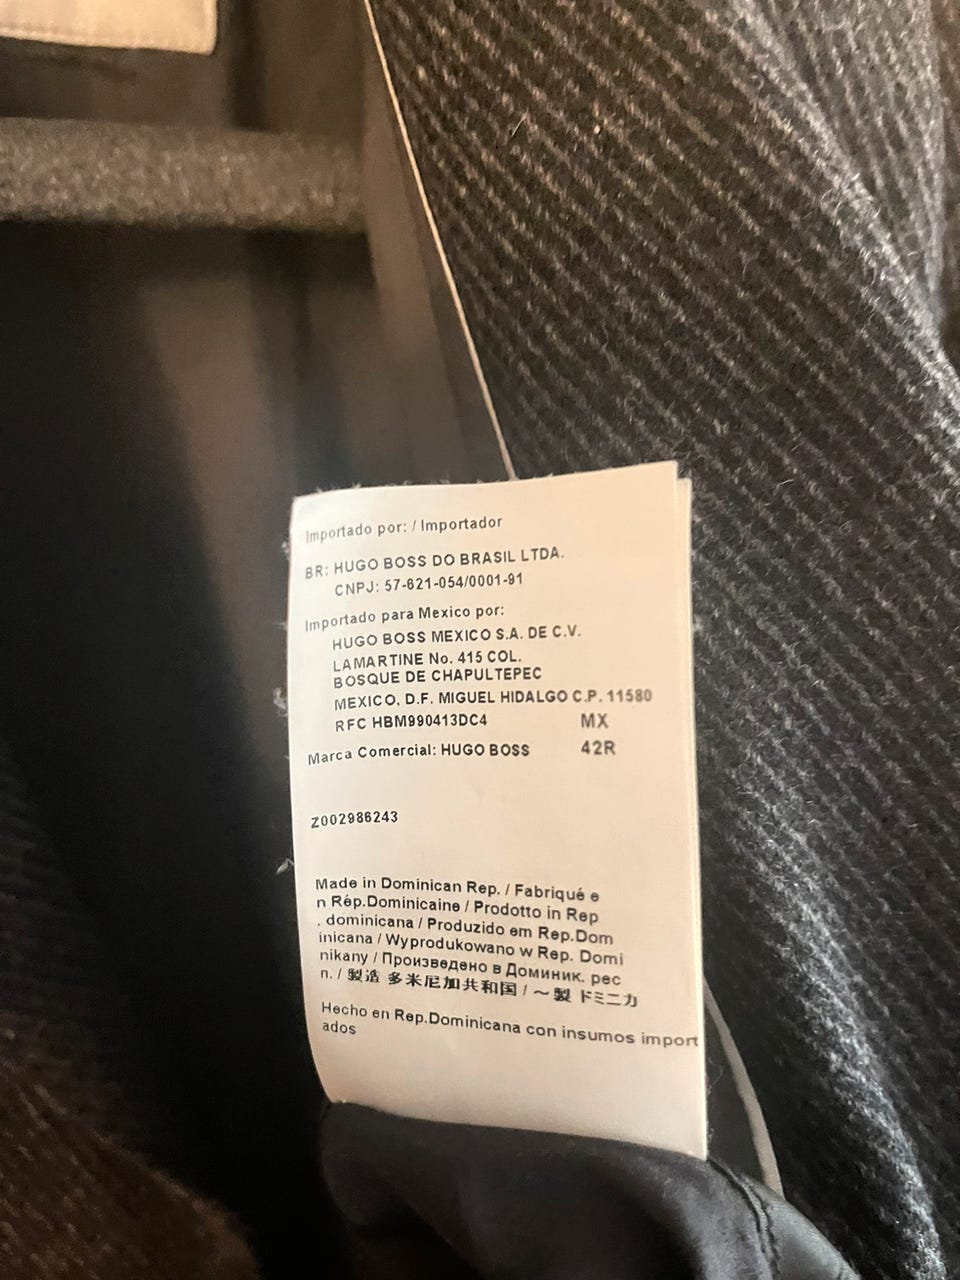 Importado por: / Importador
BR: HUGO BOSS DO BRASIL LTDA.
CNPJ: 57-621-054/0001-91
Importado para Mexico por:
HUGO BOSS MEXICO S.A. DE C.V.
LAMARTINE No. 415 COL.
BOSQUE DE CHAPULTEPEC
MEXICO, D.F. MIGUEL HIDALGO C.P. 11580
RFC HBM990413DC4 MX
Marca Comercial: HUGO BOSS 42R
Z002986243
Made in Dominican Rep. / Fabriqué e
n Rép.Dominicaine / Prodotto in Rep
. dominicana / Produzido em Rep.Dom
inicana / Wyprodukowano w Rep. Domi
nikany / Произведено в Доминик. рес
п. / 製造 多米尼加共和国 / ～製 ドミニカ
Hecho en Rep.Dominicana con insumos import
ados